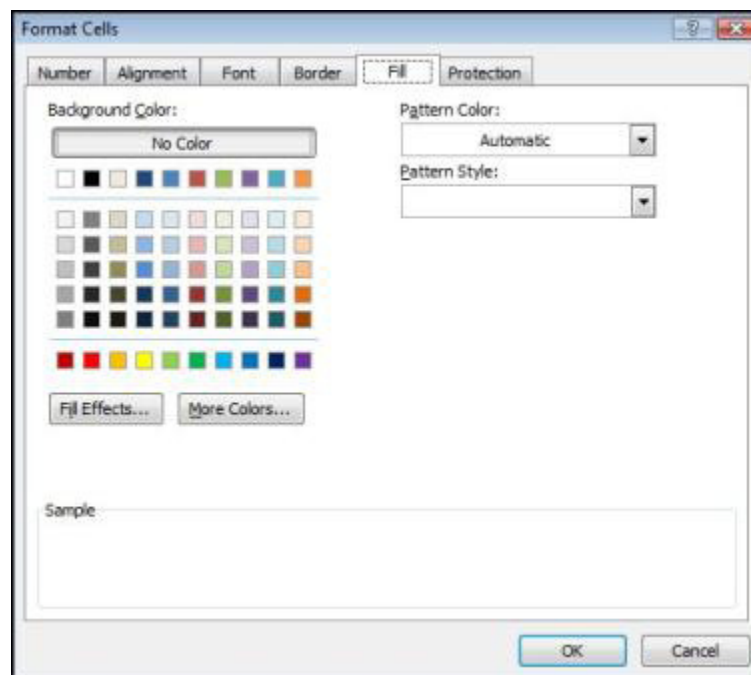 Format Cells
Number Alignment Font Border Fill Protection
Background Color:
No Color
Pattern Color:
Automatic
Pattern Style:
Fill Effects...
More Colors...
Sample
OK Cancel